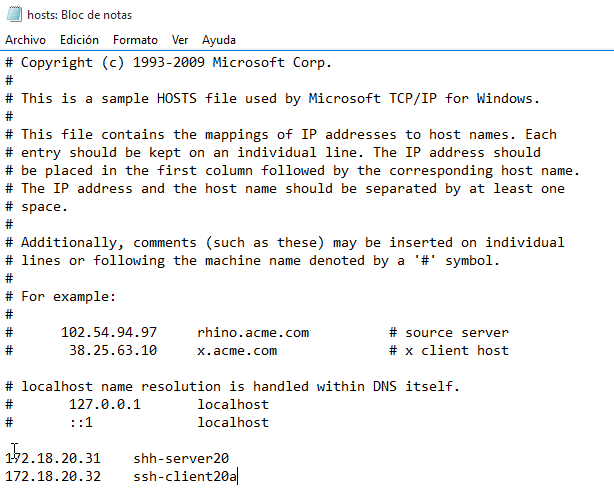 hosts: Bloc de notas
Archivo Edición Formato Ver Ayuda
# Copyright (c) 1993-2009 Microsoft Corp.
#
# This is a sample HOSTS file used by Microsoft TCP/IP for Windows.
#
# This file contains the mappings of IP addresses to host names. Each
# entry should be kept on an individual line. The IP address should
# be placed in the first column followed by the corresponding host name.
# The IP address and the host name should be separated by at least one
# space.
#
# Additionally, comments (such as these) may be inserted on individual
# lines or following the machine name denoted by a '#' symbol.
#
# For example:
#
#      102.54.94.97     rhino.acme.com          # source server
#       38.25.63.10     x.acme.com              # x client host

# localhost name resolution is handled within DNS itself.
#       127.0.0.1       localhost
#       ::1             localhost

172.18.20.31    shh-server20
172.18.20.32    ssh-client20a